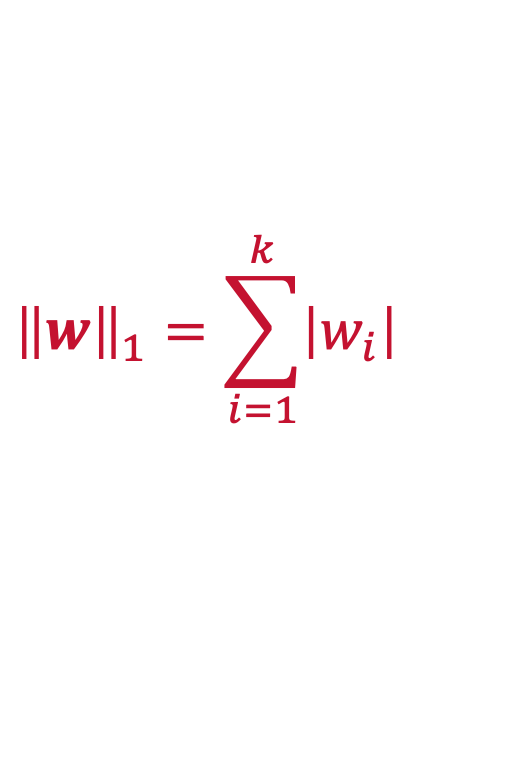 ‖w‖₁ = ∑ᵢ₌₁ᵏ |wᵢ|